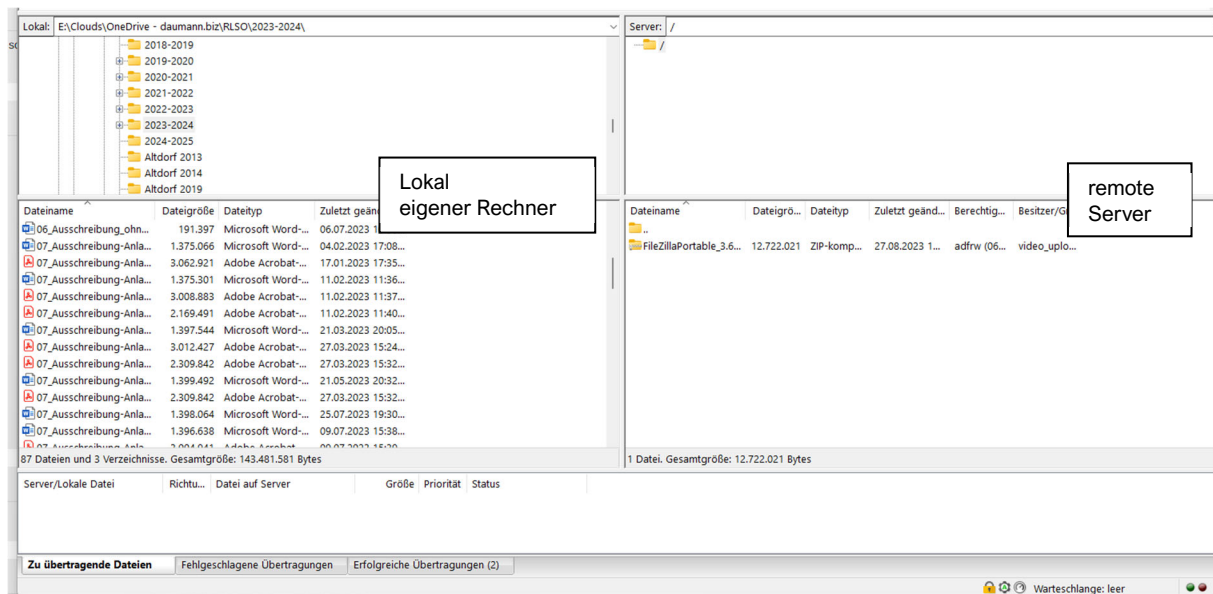 Lokal: E:\Clouds\OneDrive - daumann.biz\RLSO\2023-2024\
Server: /
2018-2019
2019-2020
2020-2021
2021-2022
2022-2023
2023-2024
2024-2025
Altdorf 2013
Altdorf 2014
Altdorf 2019
/
Lokal
eigener Rechner
remote
Server
Dateiname Dateigröße Dateityp Zuletzt geänd
06_Ausschreibung_ohn... 191.397 Microsoft Word-... 06.07.2023 1
07_Ausschreibung-Anla... 1.375.066 Microsoft Word-... 04.02.2023 17:08...
07_Ausschreibung-Anla... 3.062.921 Adobe Acrobat-... 17.01.2023 17:35...
07_Ausschreibung-Anla... 1.375.301 Microsoft Word-... 11.02.2023 11:36...
07_Ausschreibung-Anla... 3.008.883 Adobe Acrobat-... 11.02.2023 11:37...
07_Ausschreibung-Anla... 2.169.491 Adobe Acrobat-... 11.02.2023 11:40...
07_Ausschreibung-Anla... 1.397.544 Microsoft Word-... 21.03.2023 20:05...
07_Ausschreibung-Anla... 3.012.427 Adobe Acrobat-... 27.03.2023 15:24...
07_Ausschreibung-Anla... 2.309.842 Adobe Acrobat-... 27.03.2023 15:32...
07_Ausschreibung-Anla... 1.399.492 Microsoft Word-... 21.05.2023 20:32...
07_Ausschreibung-Anla... 2.309.842 Adobe Acrobat-... 27.03.2023 15:32...
07_Ausschreibung-Anla... 1.398.064 Microsoft Word-... 25.07.2023 19:30...
07_Ausschreibung-Anla... 1.396.638 Microsoft Word-... 09.07.2023 15:38...
87 Dateien und 3 Verzeichnisse. Gesamtgröße: 143.481.581 Bytes
Dateiname Dateigrö... Dateityp Zuletzt geänd... Berechtig... Besitzer/G
..
FileZillaPortable_3.6... 12.722.021 ZIP-komp... 27.08.2023 1... adfrw (06... video_uplo...
1 Datei. Gesamtgröße: 12.722.021 Bytes
Server/Lokale Datei Richtu... Datei auf Server Größe Priorität Status
Zu übertragende Dateien Fehlgeschlagene Übertragungen Erfolgreiche Übertragungen (2)
Warteschlange: leer